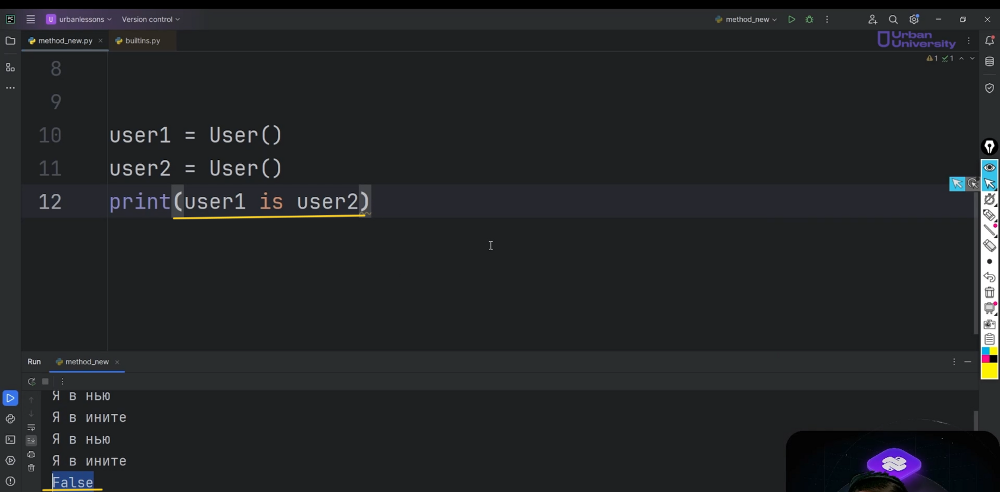 PC
U urbanlessons
Version control
method_new
method_new.py
builtins.py
Urban
University
1 1
8
9
10 user1 = User()
11 user2 = User()
12 print(user1 is user2)
Run
method_new
Я в нью
Я в ините
Я в нью
Я в ините
False